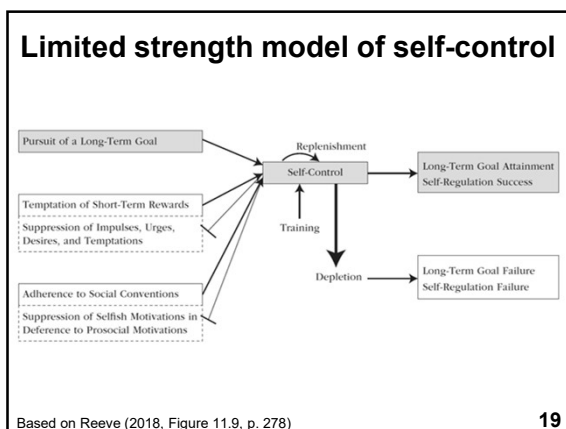 Limited strength model of self-control
Pursuit of a Long-Term Goal
Temptation of Short-Term Rewards
Suppression of Impulses, Urges,
Desires, and Temptations
Adherence to Social Conventions
Suppression of Selfish Motivations in
Deference to Prosocial Motivations
Replenishment
Self-Control
Training
Depletion
Long-Term Goal Attainment
Self-Regulation Success
Long-Term Goal Failure
Self-Regulation Failure
Based on Reeve (2018, Figure 11.9, p. 278)
19